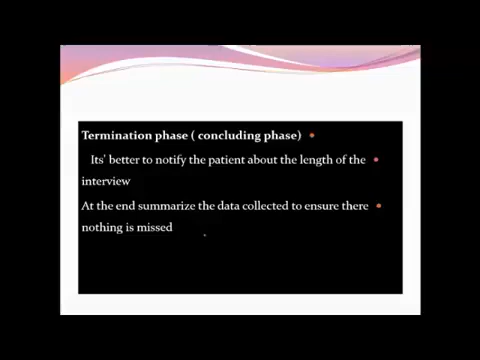 Termination phase ( concluding phase)
Its' better to notify the patient about the length of the
interview
At the end summarize the data collected to ensure there
nothing is missed